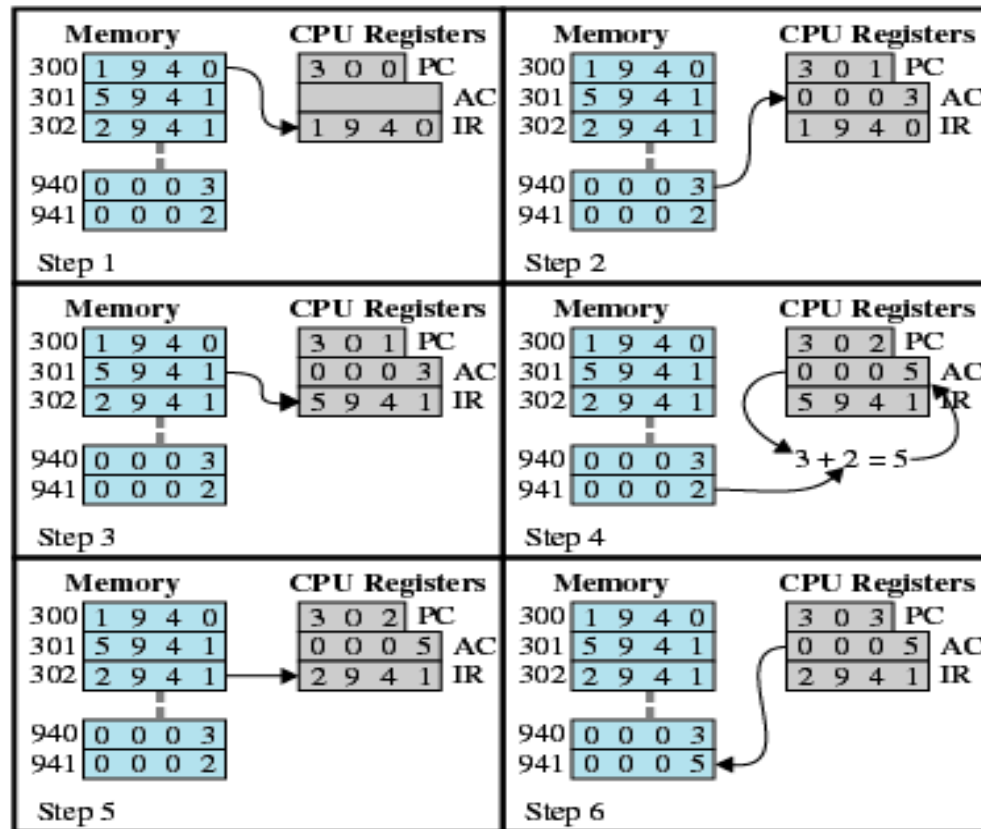 Memory CPU Registers
300 1 9 4 0 3 0 0 PC
301 5 9 4 1 AC
302 2 9 4 1 1 9 4 0 IR
940 0 0 0 3
941 0 0 0 2
Step 1
Memory CPU Registers
300 1 9 4 0 3 0 1 PC
301 5 9 4 1 0 0 0 3 AC
302 2 9 4 1 1 9 4 0 IR
940 0 0 0 3
941 0 0 0 2
Step 2
Memory CPU Registers
300 1 9 4 0 3 0 1 PC
301 5 9 4 1 0 0 0 3 AC
302 2 9 4 1 5 9 4 1 IR
940 0 0 0 3
941 0 0 0 2
Step 3
Memory CPU Registers
300 1 9 4 0 3 0 2 PC
301 5 9 4 1 0 0 0 5 AC
302 2 9 4 1 5 9 4 1 IR
940 0 0 0 3 3 + 2 = 5
941 0 0 0 2
Step 4
Memory CPU Registers
300 1 9 4 0 3 0 2 PC
301 5 9 4 1 0 0 0 5 AC
302 2 9 4 1 2 9 4 1 IR
940 0 0 0 3
941 0 0 0 2
Step 5
Memory CPU Registers
300 1 9 4 0 3 0 3 PC
301 5 9 4 1 0 0 0 5 AC
302 2 9 4 1 2 9 4 1 IR
940 0 0 0 3
941 0 0 0 5
Step 6